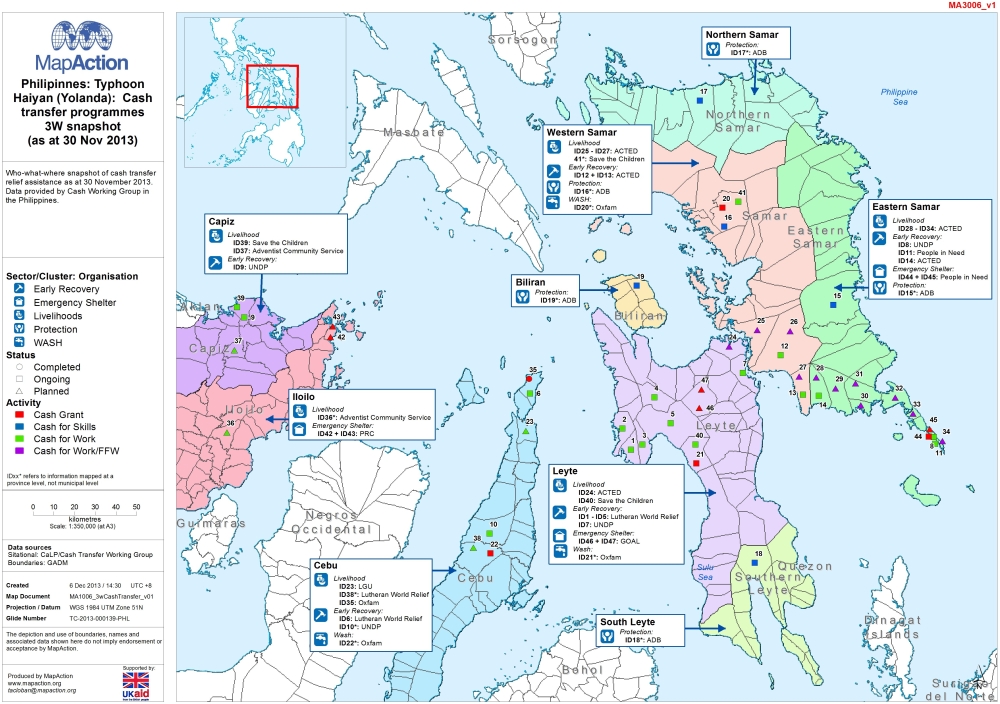 MA3006_v1
MapAction
Philipinnes: Typhoon
Haiyan (Yolanda): Cash
transfer programmes
3W snapshot
(as at 30 Nov 2013)
Who-what-where snapshot of cash transfer
relief assistance as at 30 November 2013.
Data provided by Cash Working Group in
the Philippines.
Sector/Cluster: Organisation
Early Recovery
Emergency Shelter
Livelihoods
Protection
WASH
Status
Completed
Ongoing
Planned
Activity
Cash Grant
Cash for Skills
Cash for Work
Cash for Work/FFW
IDxx* refers to information mapped at a
province level, not municipal level
0 10 20 30 40 50
kilometres
Scale: 1:350,000 (at A3)
Data sources
Sitational: CaLP/Cash Transfer Working Group
Boundaries: GADM
Created 6 Dec 2013 / 14:30 UTC +8
Map Document MA1006_3wCashTransfer_v01
Projection / Datum WGS 1984 UTM Zone 51N
Glide Number TC-2013-000139-PHL
The depiction and use of boundaries, names and
associated data shown here do not imply endorsement or
acceptance by MapAction.
Supported by:
Produced by MapAction
www.mapaction.org
tacloban@mapaction.org
UKaid
Northern Samar
Protection:
ID17*: ADB
Western Samar
Livelihood
ID25 - ID27: ACTED
41*: Save the Children
Early Recovery:
ID12 + ID13: ACTED
Protection:
ID16*: ADB
WASH:
ID20*: Oxfam
Eastern Samar
Livelihood
ID28 - ID34: ACTED
Early Recovery:
ID8: UNDP
ID11: People in Need
ID14: ACTED
Emergency Shelter:
ID44 + ID45: People in Need
Protection:
ID15*: ADB
Capiz
Livelihood
ID39: Save the Children
ID37: Adventist Community Service
Early Recovery:
ID9: UNDP
Biliran
Protection:
ID19*: ADB
Iloilo
Livelihood
ID36*: Adventist Community Service
Emergency Shelter:
ID42 + ID43: PRC
Leyte
Livelihood
ID24: ACTED
ID40: Save the Children
Early Recovery:
ID1 - ID5: Lutheran World Relief
ID7: UNDP
Emergency Shelter:
ID46 + ID47: GOAL
Wash:
ID21*: Oxfam
Cebu
Livelihood
ID23: LGU
ID38*: Lutheran World Relief
ID35: Oxfam
Early Recovery:
ID6: Lutheran World Relief
ID10*: UNDP
Wash:
ID22*: Oxfam
South Leyte
Protection:
ID18*: ADB
Sorsogon
Masbate
Northern
Samar
Philippine
Sea
Samar
Eastern
Samar
Biliran
Aklan
Capiz
Iloilo
Guimaras
Negros
Occidental
Cebu
Leyte
Sulu
Sea
Quezon
Southern
Leyte
Bohol
Dinagat
Islands
Surigao
del Norte
17
41
20
16
19
15
25
26
24
12
7
27
28
13
14
29
31
30
32
33
45
44
34
8
11
39
9
37
43
42
36
35
6
23
10
38
22
4
47
46
2
5
1
3
40
21
18